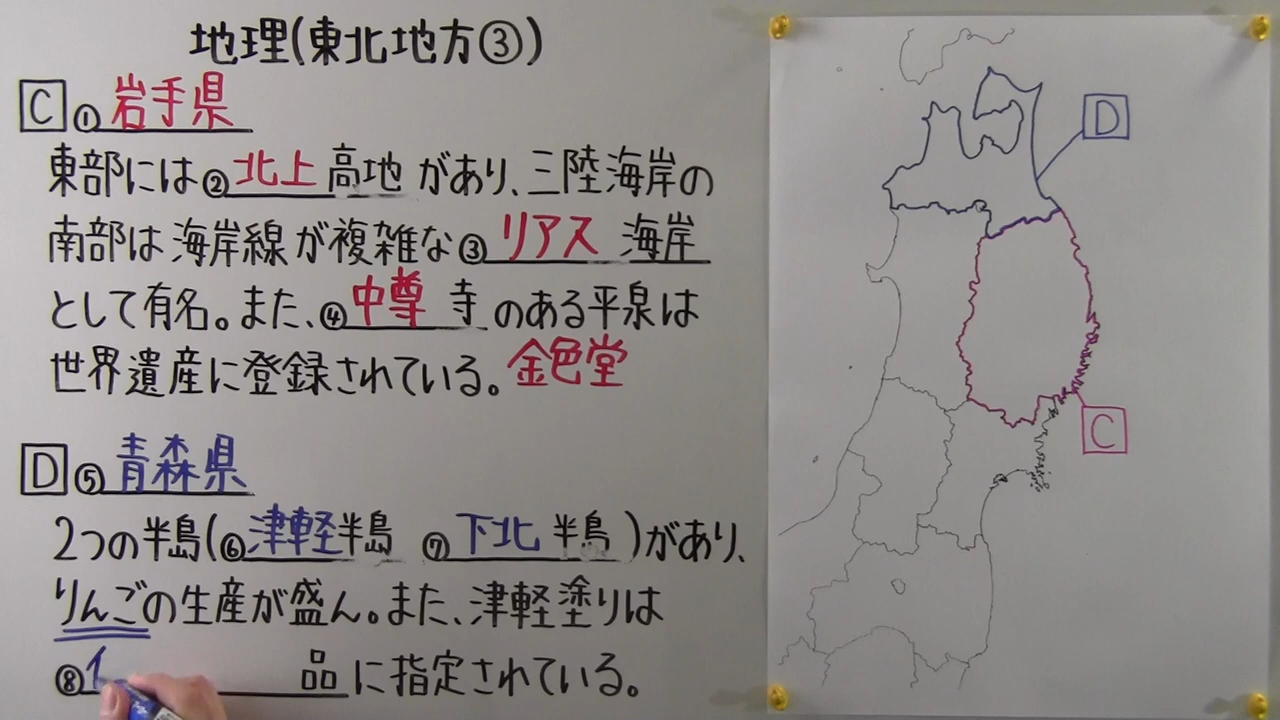 地理(東北地方③)
C ①岩手県
東部には②北上高地があり、三陸海岸の
南部は海岸線が複雑な③リアス海岸
として有名。また、④中尊寺のある平泉は
世界遺産に登録されている。金色堂
D ⑤青森県
2つの半島(⑥津軽半島 ⑦下北半島)があり、
りんごの生産が盛ん。また、津軽塗りは
⑧ 品に指定されている。
D
C